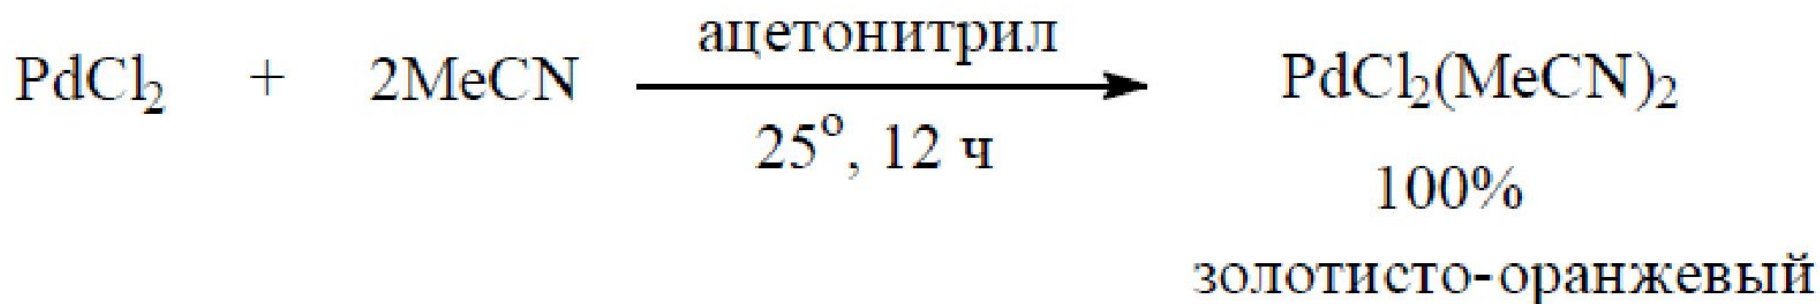 ацетонитрил
PdCl₂ + 2MeCN PdCl₂(MeCN)₂
25°, 12 ч
100%
золотисто-оранжевый